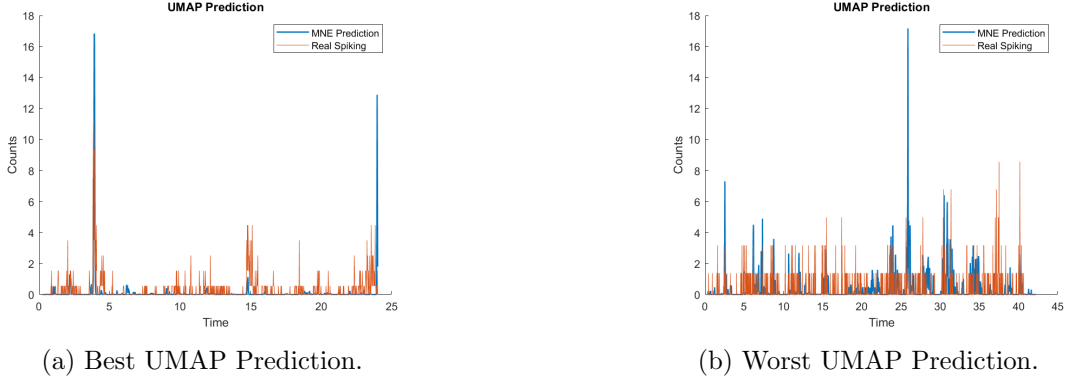 UMAP Prediction
18
16
14
12
10
8
6
4
2
0
Counts
MNE Prediction
Real Spiking
0 5 10 15 20 25
Time
(a) Best UMAP Prediction.
UMAP Prediction
18
16
14
12
10
8
6
4
2
0
Counts
MNE Prediction
Real Spiking
0 5 10 15 20 25 30 35 40 45
Time
(b) Worst UMAP Prediction.